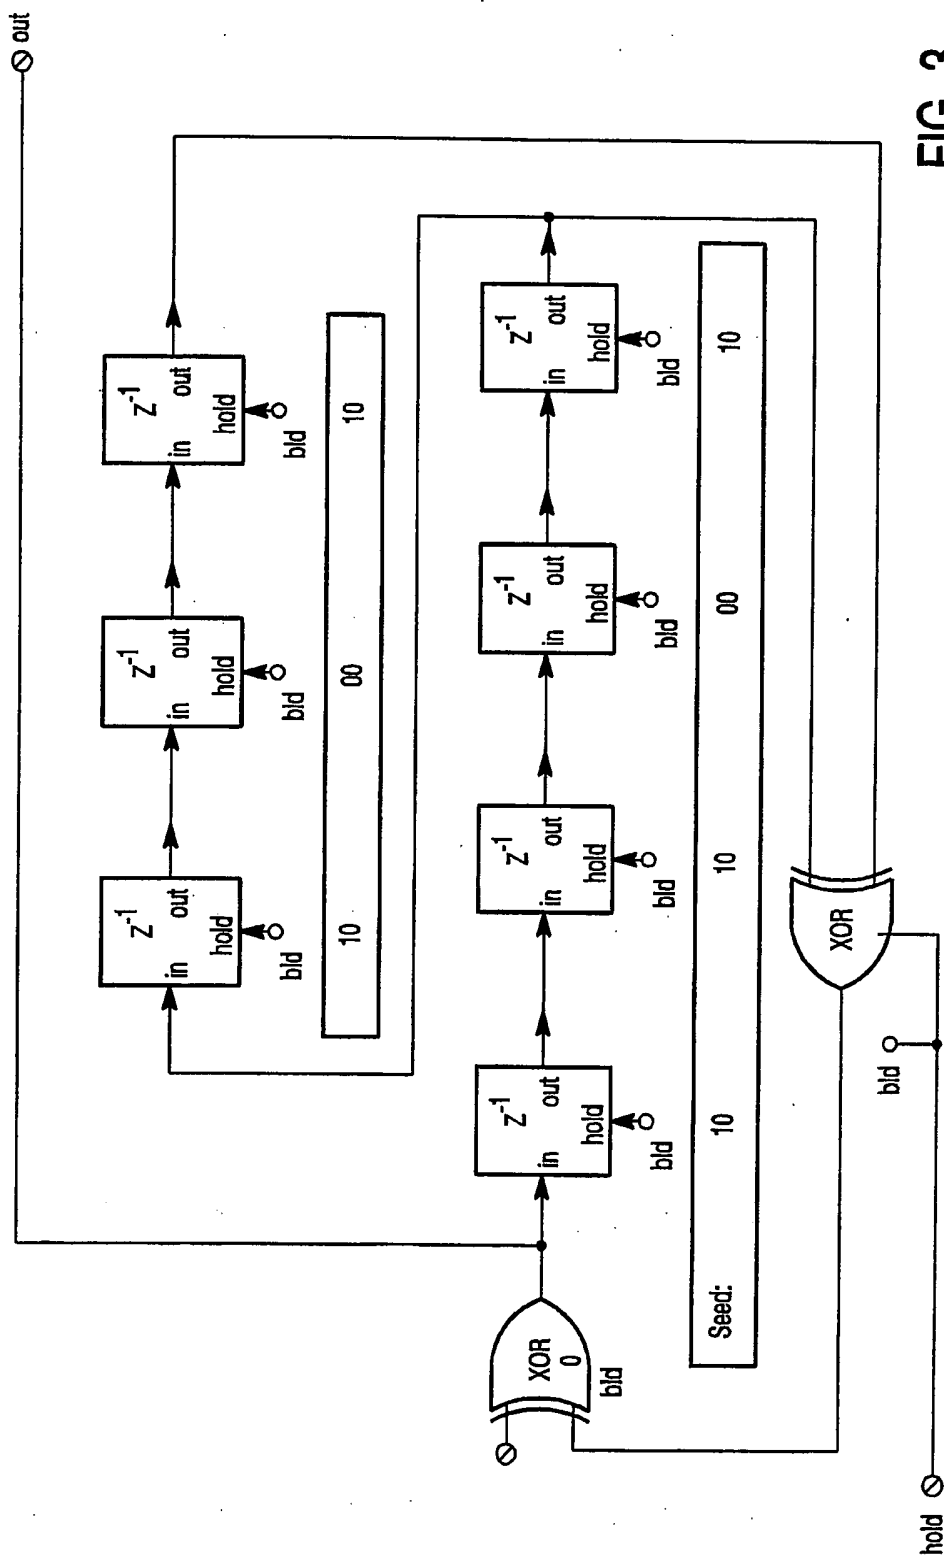 out
Z-1 Z-1 Z-1
in out in out in out
hold hold hold
bld bld bld
10 00 10
Z-1 Z-1 Z-1 Z-1
in out in out in out in out
XOR
0
hold hold hold hold
bld
bld bld bld bld
Seed: 10 10 00 10
XOR
bld
hold
FIG. 3